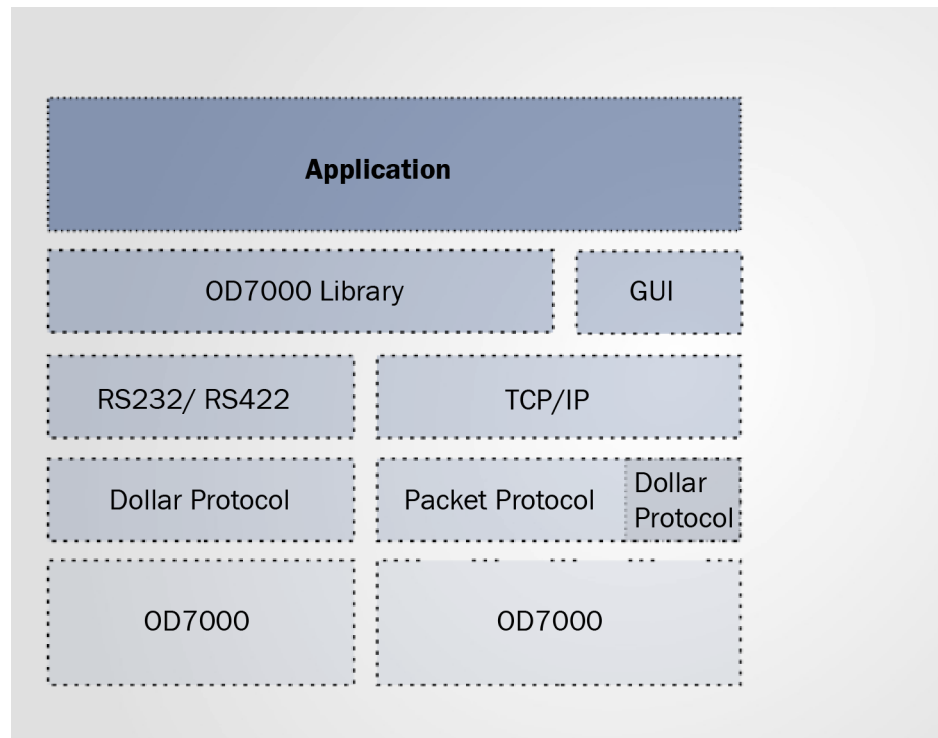 Application
OD7000 Library
GUI
RS232/ RS422
TCP/IP
Dollar Protocol
Packet Protocol
Dollar
Protocol
OD7000
OD7000